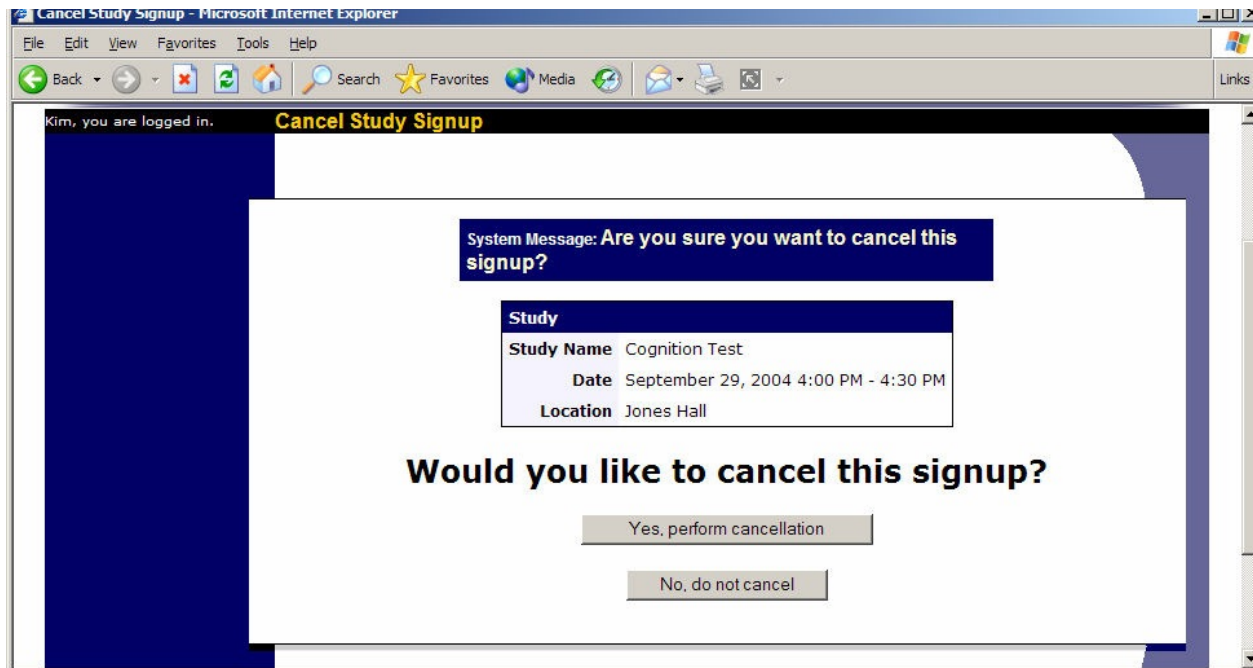 Cancel Study Signup - Microsoft Internet Explorer
File Edit View Favorites Tools Help
Back Search Favorites Media Links
Kim, you are logged in. Cancel Study Signup
System Message: Are you sure you want to cancel this
signup?
Study
Study Name Cognition Test
Date September 29, 2004 4:00 PM - 4:30 PM
Location Jones Hall
Would you like to cancel this signup?
Yes, perform cancellation
No, do not cancel